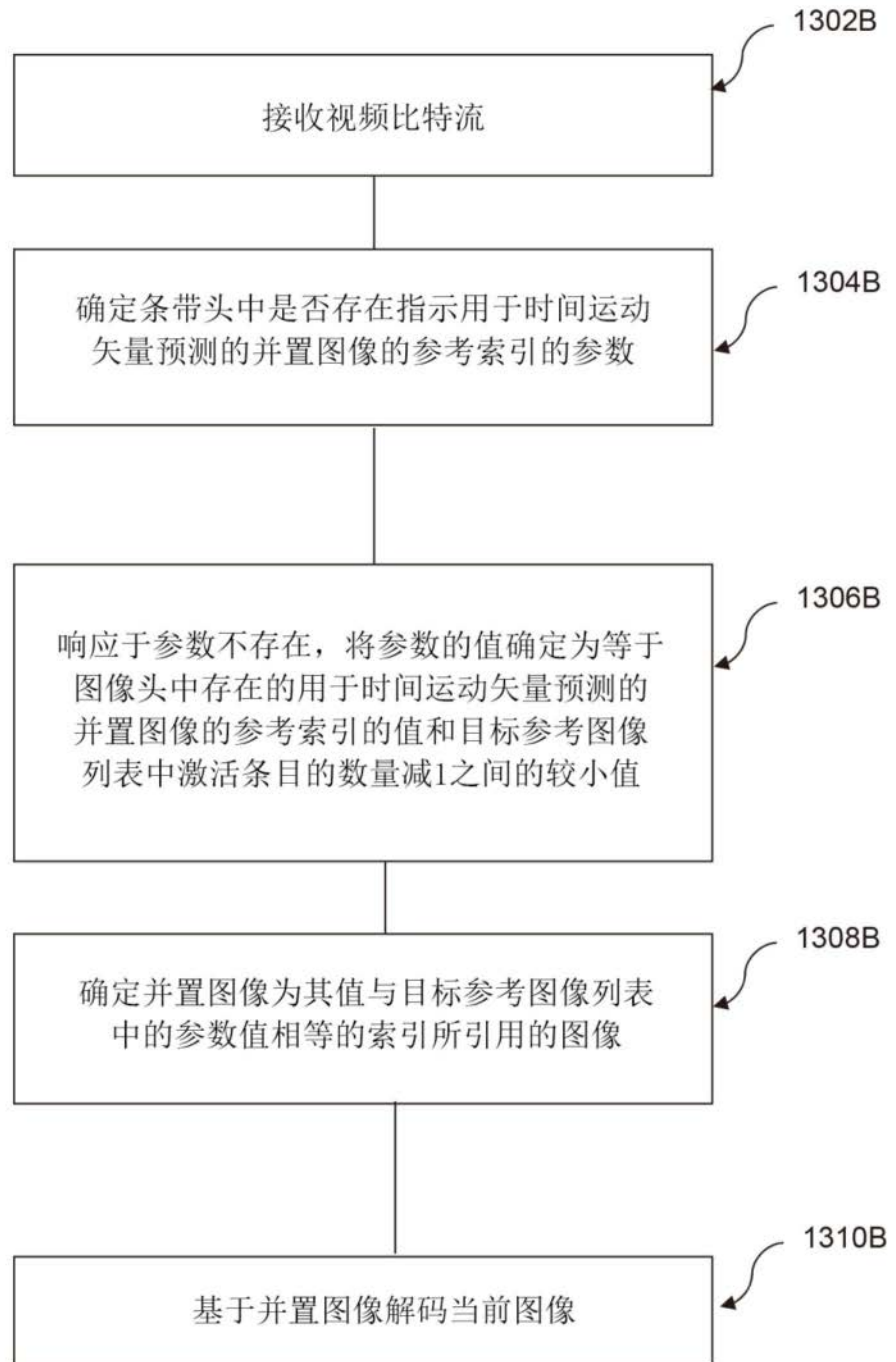 1302B
接收视频比特流
1304B
确定条带头中是否存在指示用于时间运动
矢量预测的并置图像的参考索引的参数
1306B
响应于参数不存在，将参数的值确定为等于
图像头中存在的用于时间运动矢量预测的
并置图像的参考索引的值和目标参考图像
列表中激活条目的数量减1之间的较小值
1308B
确定并置图像为其值与目标参考图像列表
中的参数值相等的索引所引用的图像
1310B
基于并置图像解码当前图像